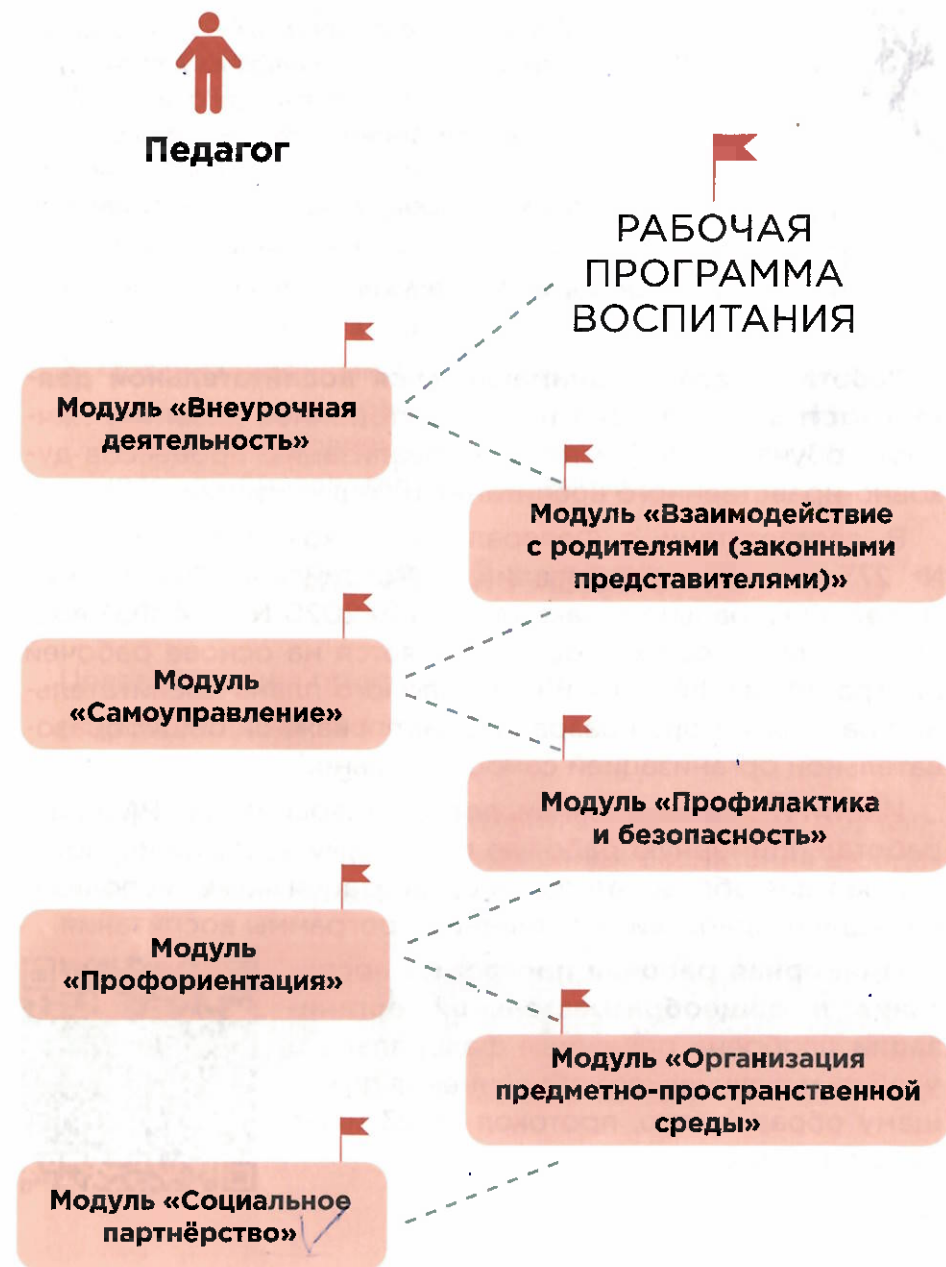 Педагог
РАБОЧАЯ
ПРОГРАММА
ВОСПИТАНИЯ
Модуль «Внеурочная
деятельность»
Модуль «Взаимодействие
с родителями (законными
представителями)»
Модуль
«Самоуправление»
Модуль «Профилактика
и безопасность»
Модуль
«Профориентация»
Модуль «Организация
предметно-пространственной
среды»
Модуль «Социальное
партнёрство»